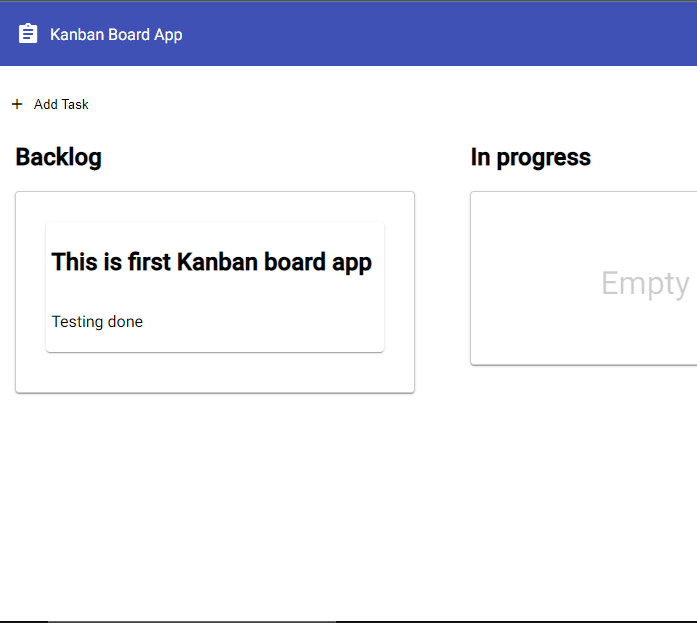 Kanban Board App
Add Task
Backlog
This is first Kanban board app
Testing done
In progress
Empty